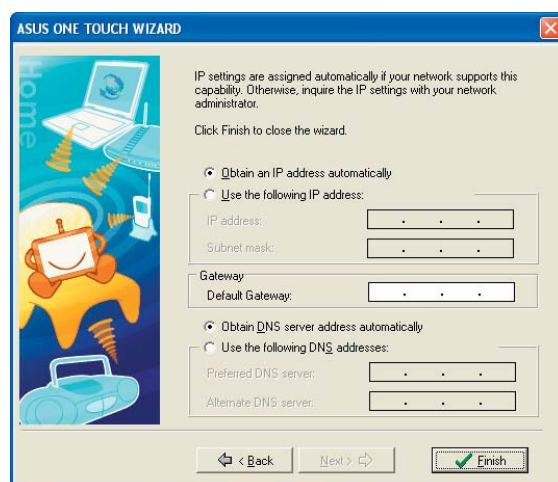 ASUS ONE TOUCH WIZARD
Home
IP settings are assigned automatically if your network supports this
capability. Otherwise, inquire the IP settings with your network
administrator.
Click Finish to close the wizard.
Obtain an IP address automatically
Use the following IP address:
IP address:
Subnet mask:
Gateway
Default Gateway:
Obtain DNS server address automatically
Use the following DNS addresses:
Preferred DNS server:
Alternate DNS server:
< Back
Next >
Finish